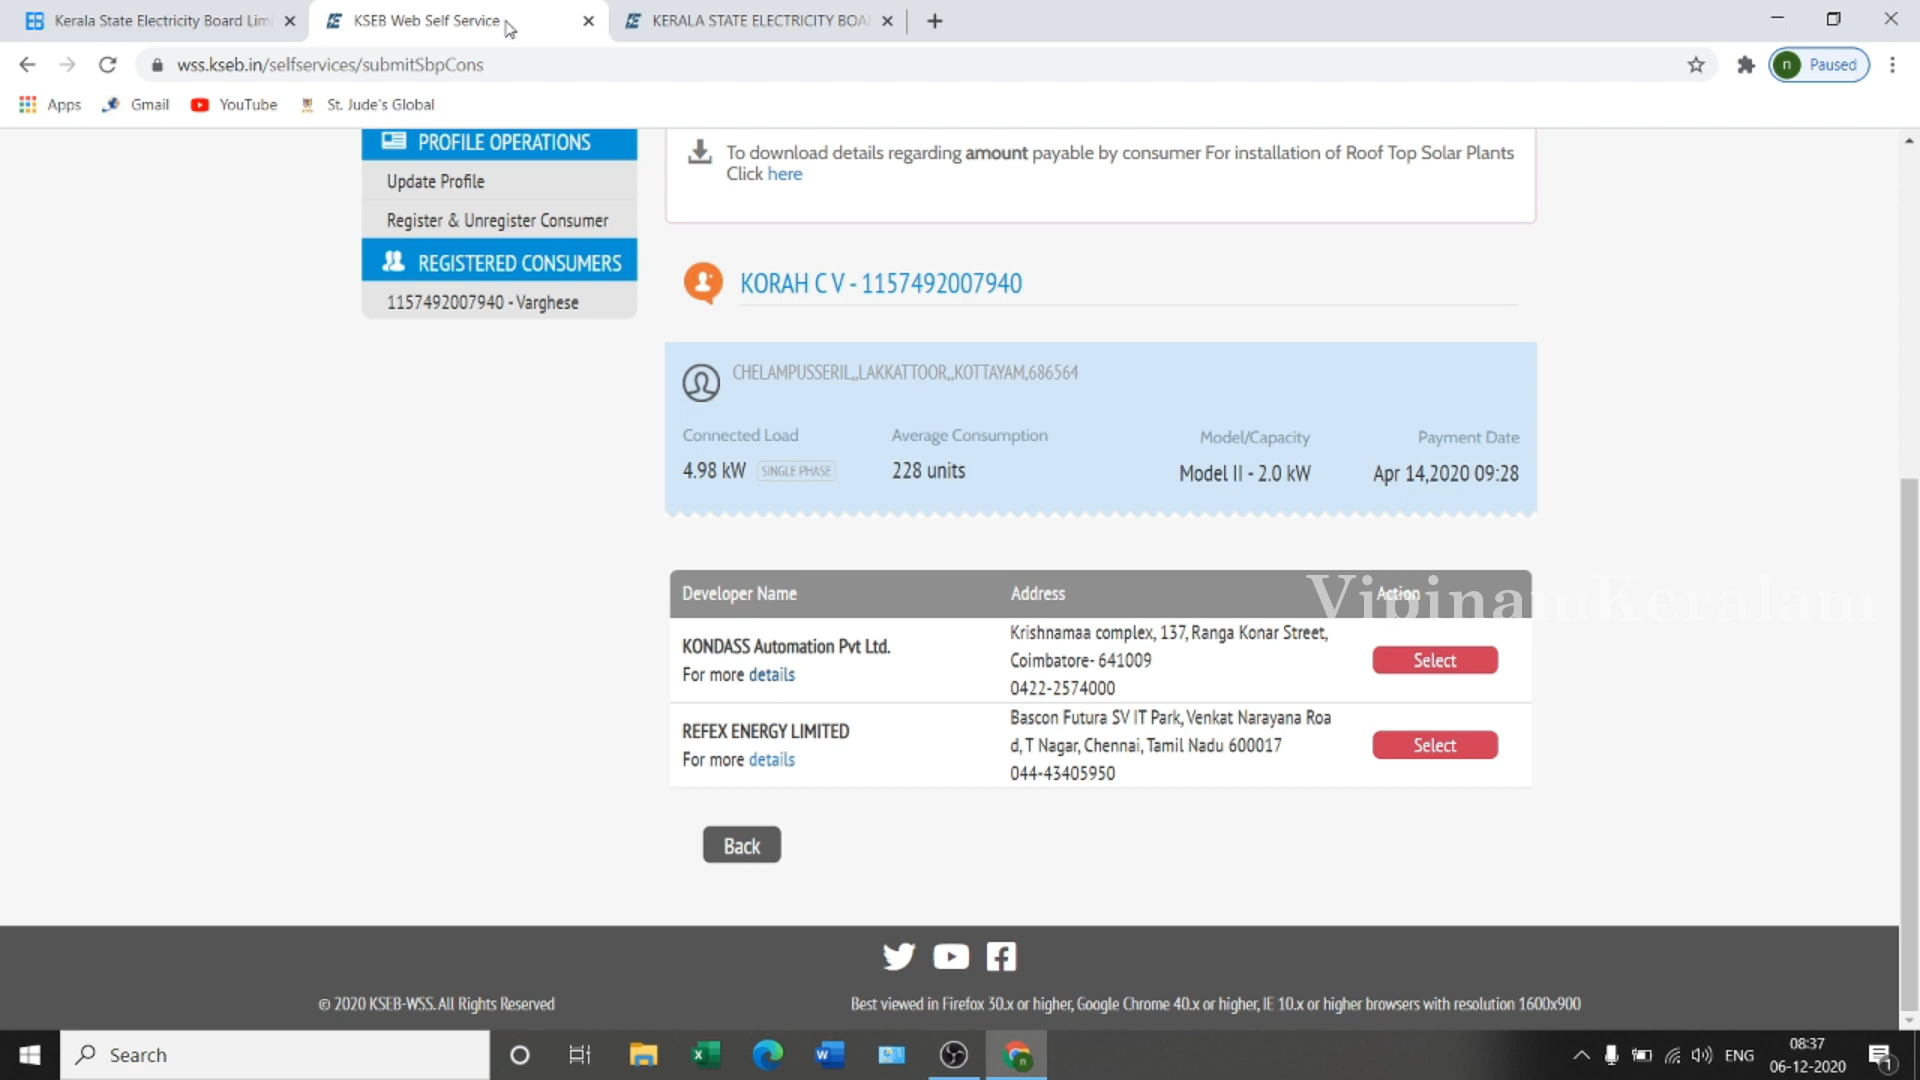 Kerala State Electricity Board Lim
KSEB Web Self Service
KERALA STATE ELECTRICITY BOA
wss.kseb.in/selfservices/submitSbpCons
n Paused
Apps
Gmail
YouTube
St. Jude's Global
PROFILE OPERATIONS
Update Profile
Register & Unregister Consumer
REGISTERED CONSUMERS
1157492007940 - Varghese
To download details regarding amount payable by consumer For installation of Roof Top Solar Plants
Click here
KORAH C V - 1157492007940
CHELAMPUSSERIL,,LAKKATTOOR,,KOTTAYAM,686564
Connected Load
Average Consumption
Model/Capacity
Payment Date
4.98 kW SINGLE PHASE
228 units
Model II - 2.0 kW
Apr 14,2020 09:28
Developer Name
Address
Action
VipinamKeralam
KONDASS Automation Pvt Ltd.
For more details
Krishnamaa complex, 137, Ranga Konar Street,
Coimbatore- 641009
0422-2574000
Select
REFEX ENERGY LIMITED
For more details
Bascon Futura SV IT Park, Venkat Narayana Roa
d, T Nagar, Chennai, Tamil Nadu 600017
044-43405950
Select
Back
© 2020 KSEB-WSS. All Rights Reserved
Best viewed in Firefox 30.x or higher, Google Chrome 40.x or higher, IE 10.x or higher browsers with resolution 1600x900
Search
ENG
08:37
06-12-2020
1